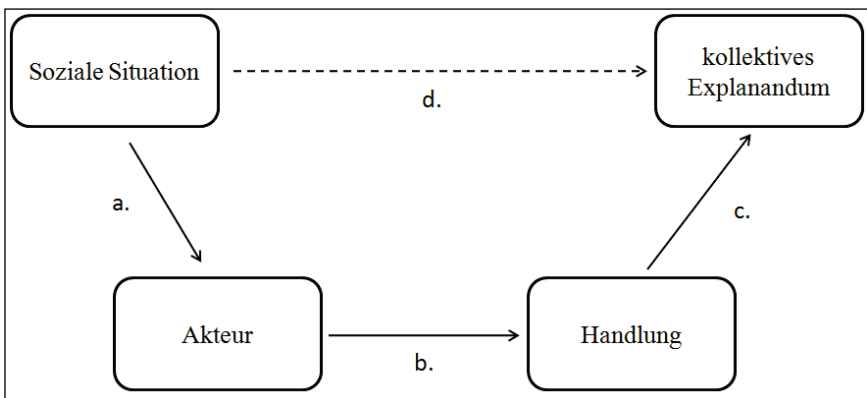 Soziale Situation
kollektives
Explanandum
d.
a.
c.
Akteur
Handlung
b.